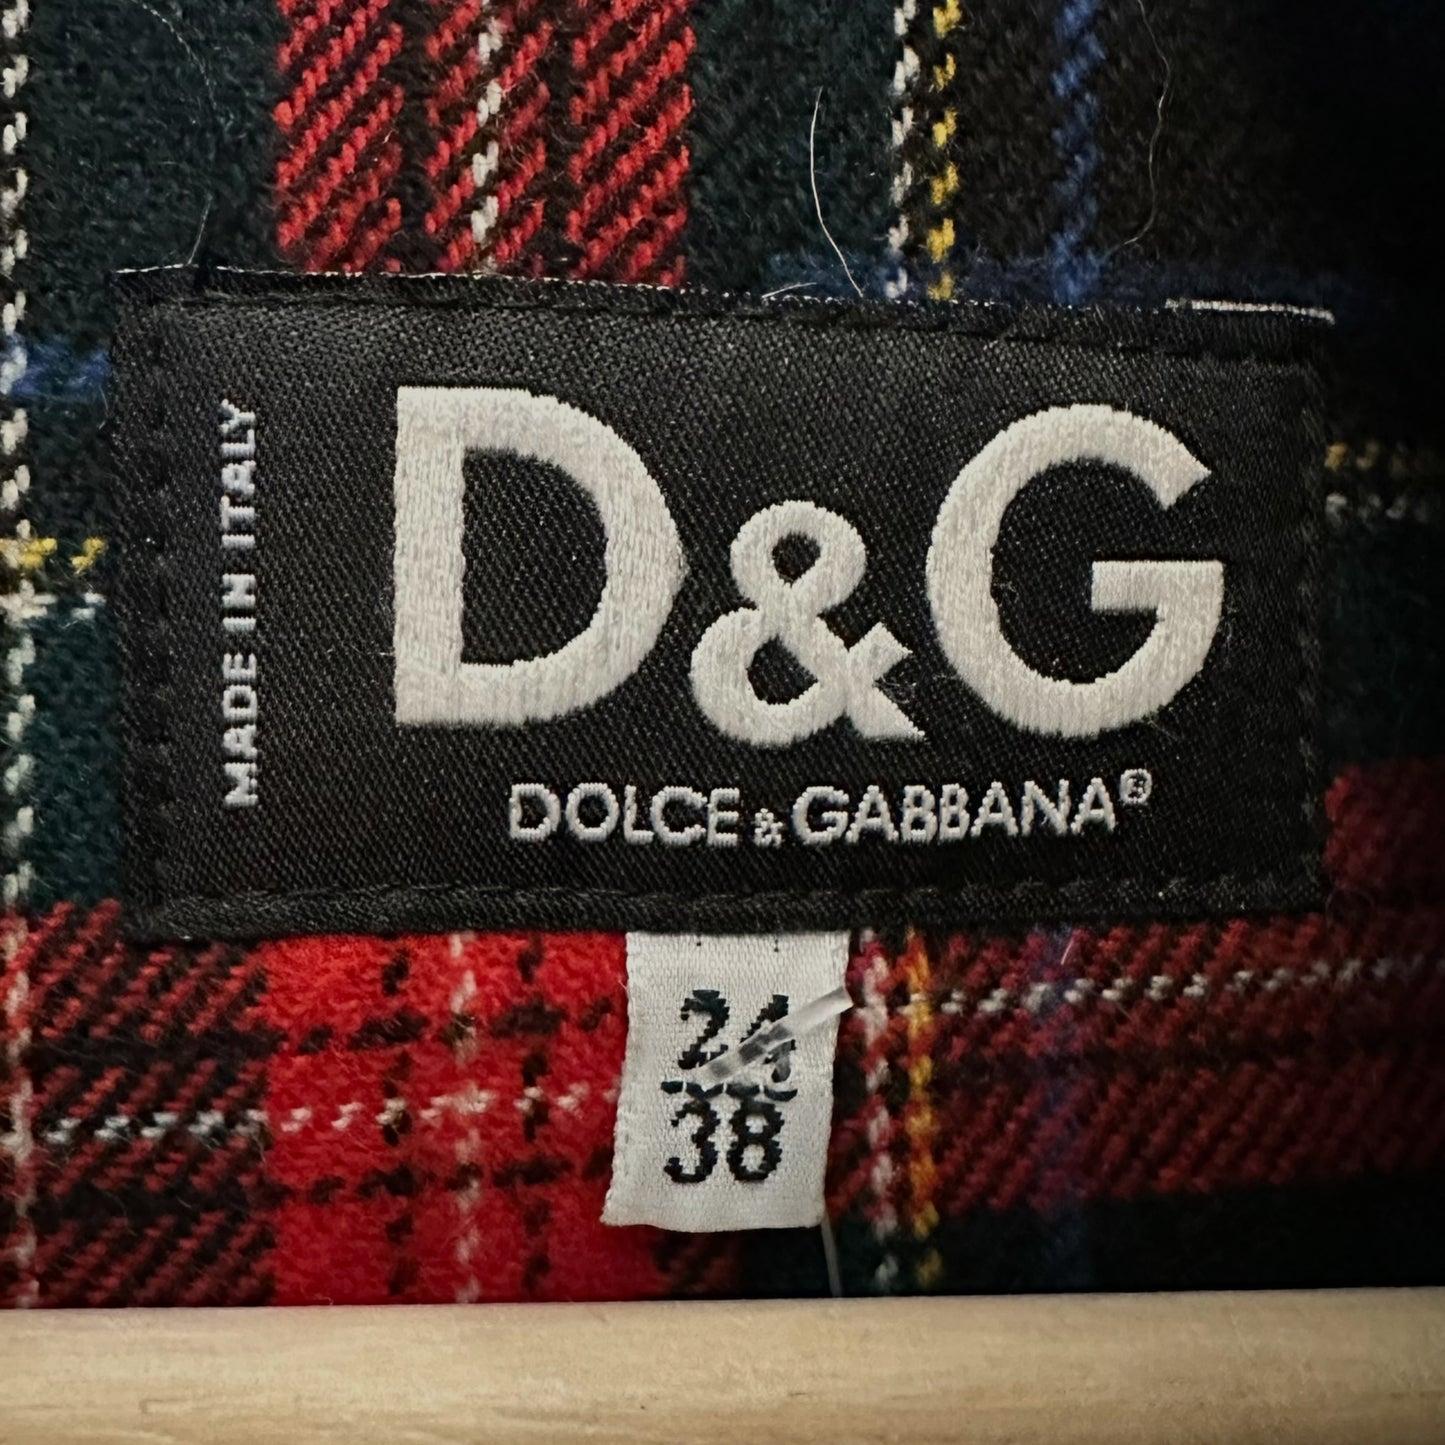 MADE IN ITALY
D&G
DOLCE & GABBANA®
24
38